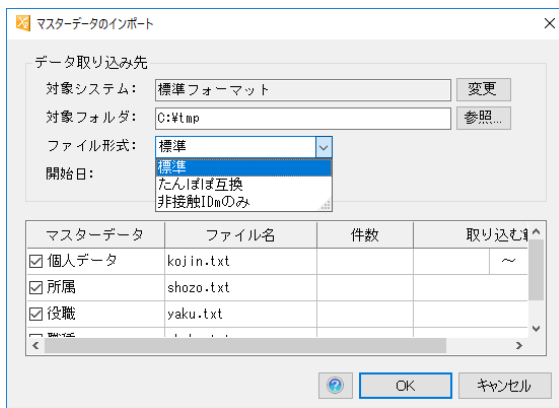 マスターデータのインポート
データ取り込み先
対象システム: 標準フォーマット 変更
対象フォルダ: C:¥tmp 参照...
ファイル形式: 標準
標準
開始日: たんぽぽ互換
非接触IDmのみ
マスターデータ ファイル名 件数 取り込む
個人データ kojin.txt ～
所属 shozo.txt
役職 yaku.txt
OK キャンセル